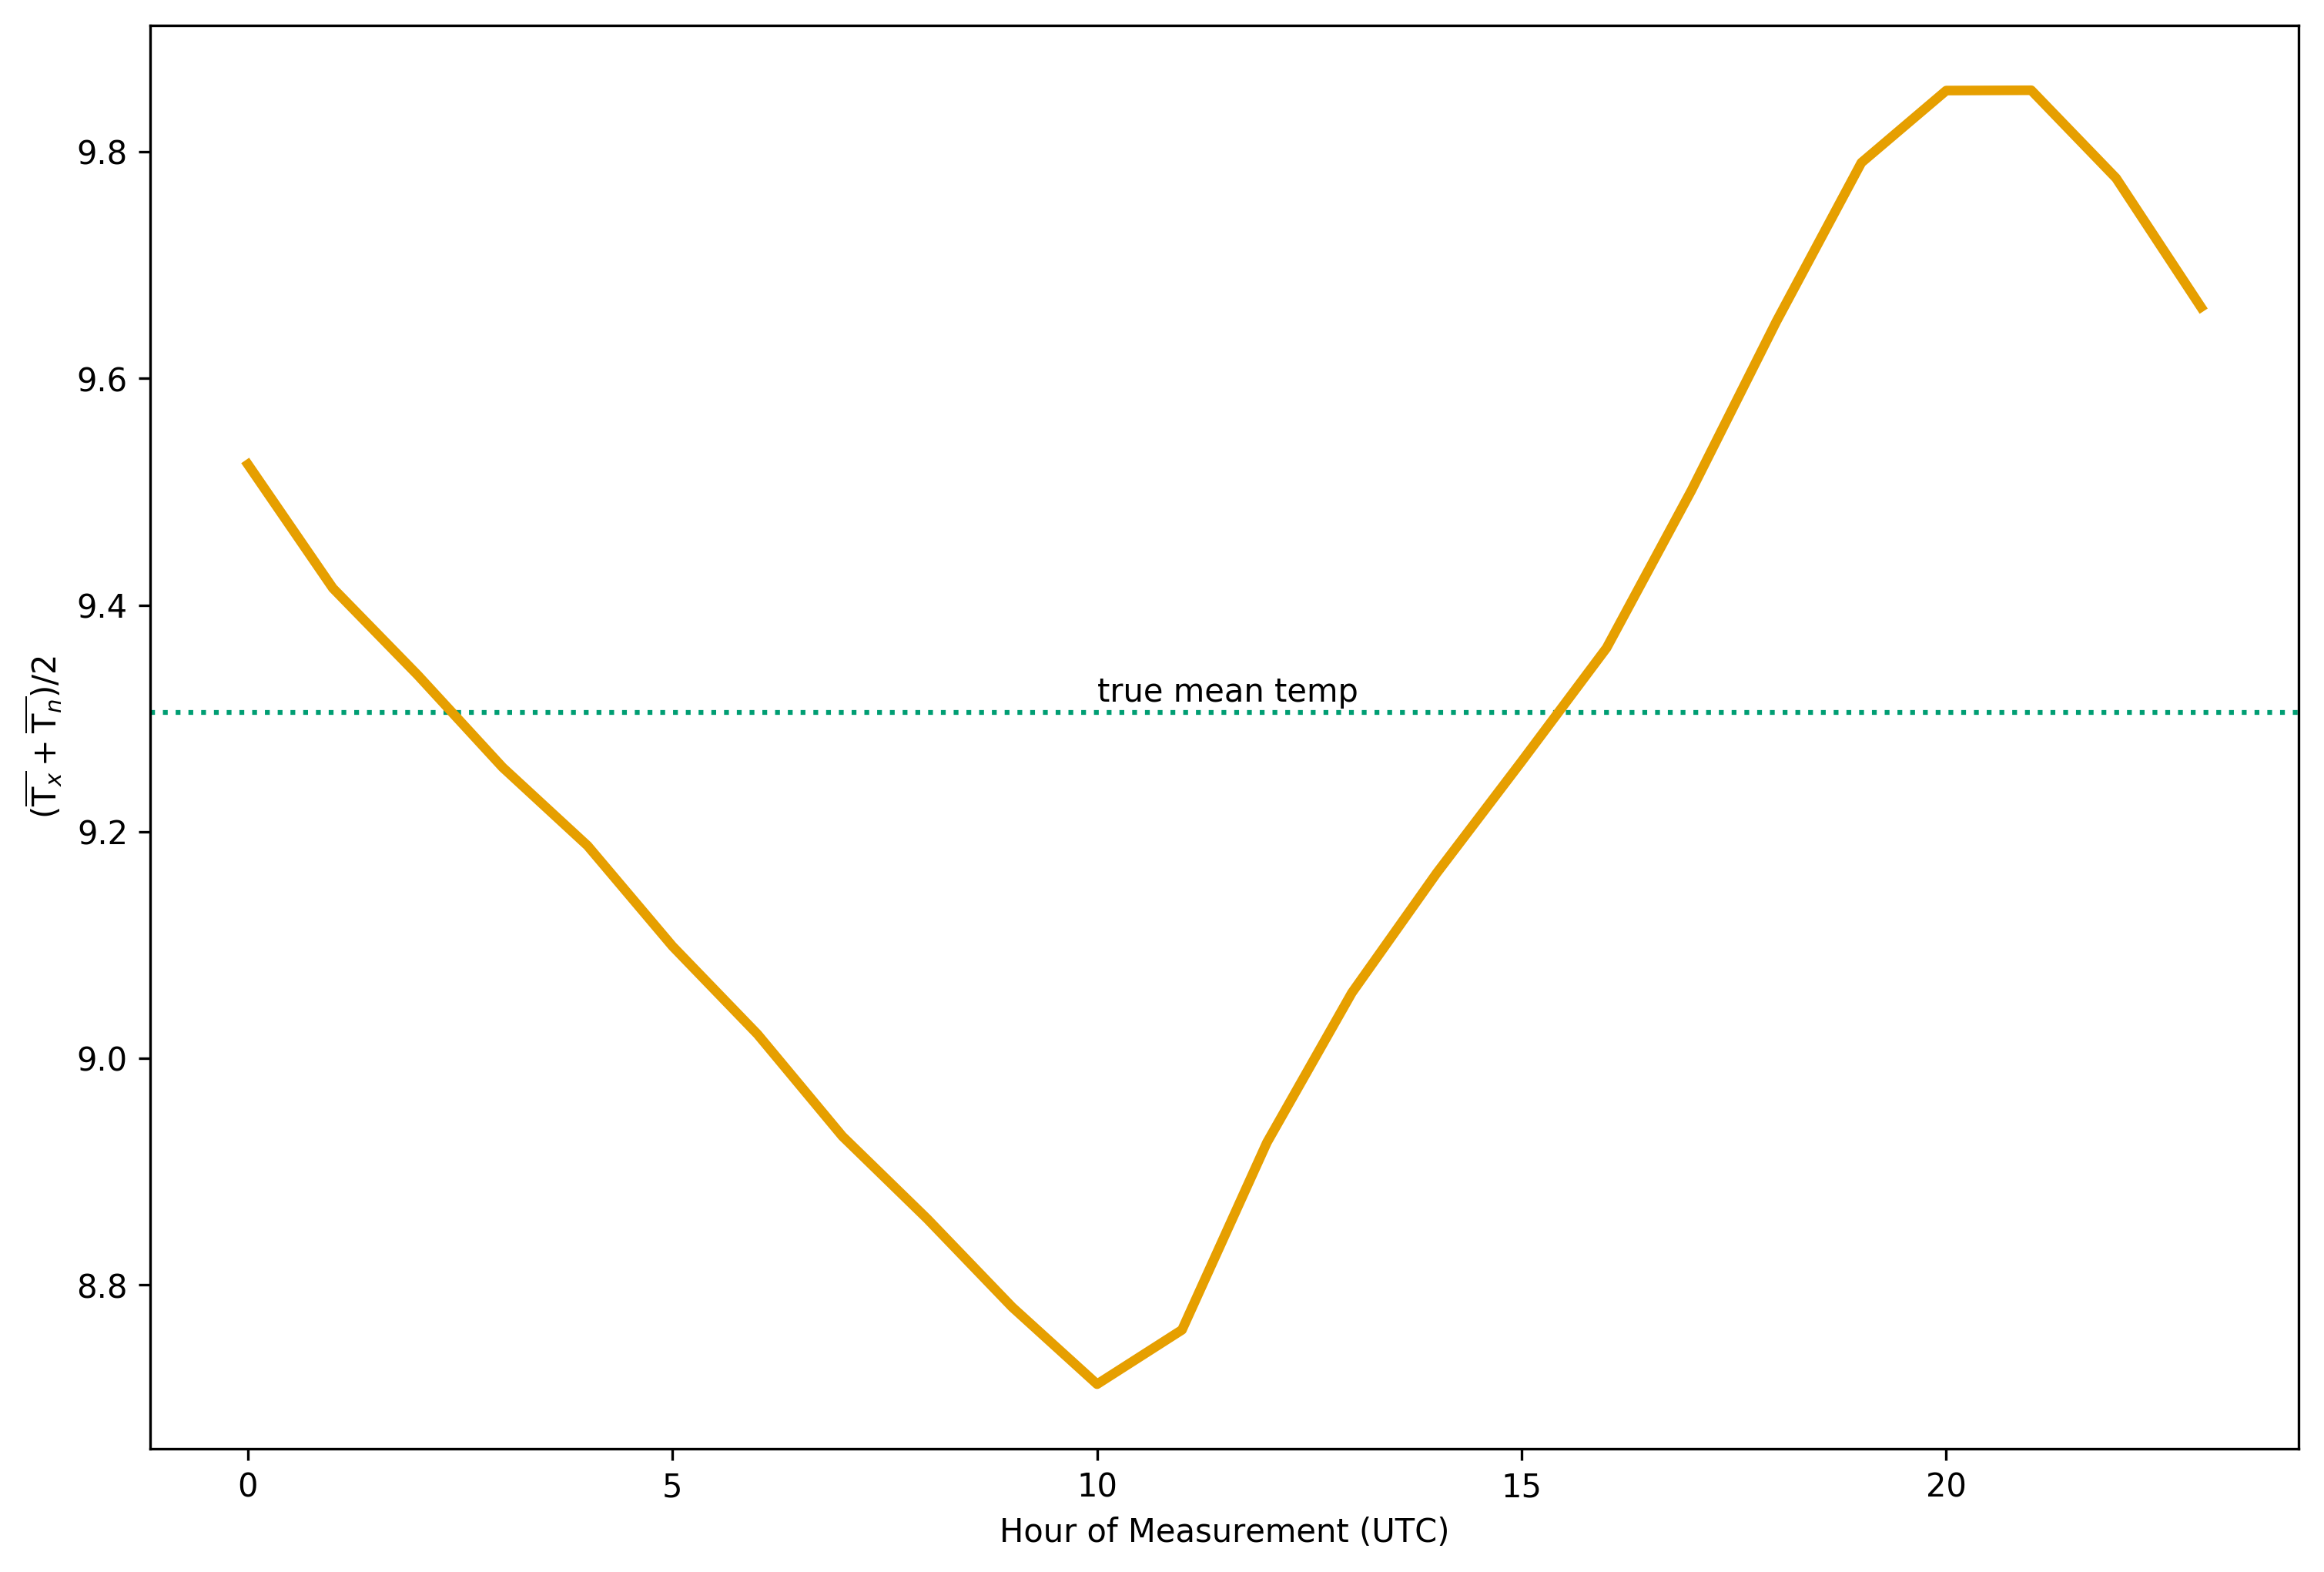 9.8
9.6
9.4
9.2
9.0
8.8
(T̅ₓ + T̅ₙ)/2
true mean temp
0 5 10 15 20
Hour of Measurement (UTC)